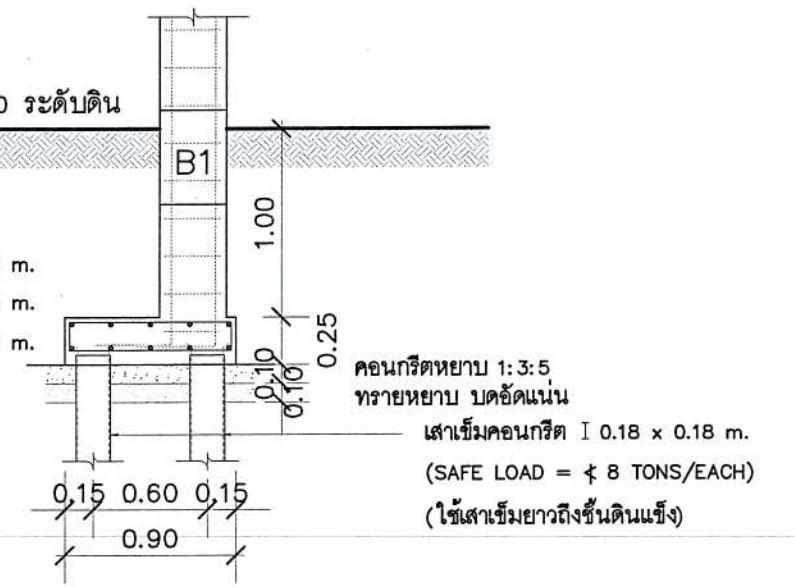 0 ระดับดิน
B1
1.00
m.
m.
m.
0.25
0.10
0.10
คอนกรีตหยาบ 1:3:5
ทรายหยาบ บดอัดแน่น
เสาเข็มคอนกรีต I 0.18 x 0.18 m.
(SAFE LOAD = ≮ 8 TONS/EACH)
(ใช้เสาเข็มยาวถึงชั้นดินแข็ง)
0.15 0.60 0.15
0.90